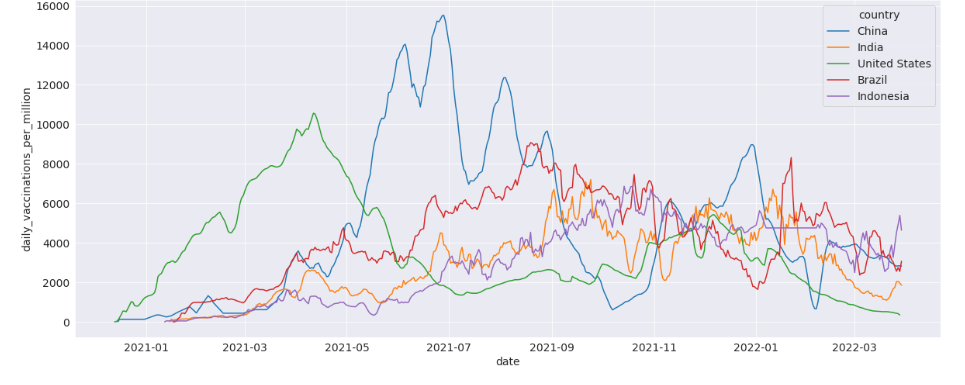 16000
14000
12000
10000
8000
6000
4000
2000
0
daily_vaccinations_per_million
country
China
India
United States
Brazil
Indonesia
2021-01 2021-03 2021-05 2021-07 2021-09 2021-11 2022-01 2022-03
date